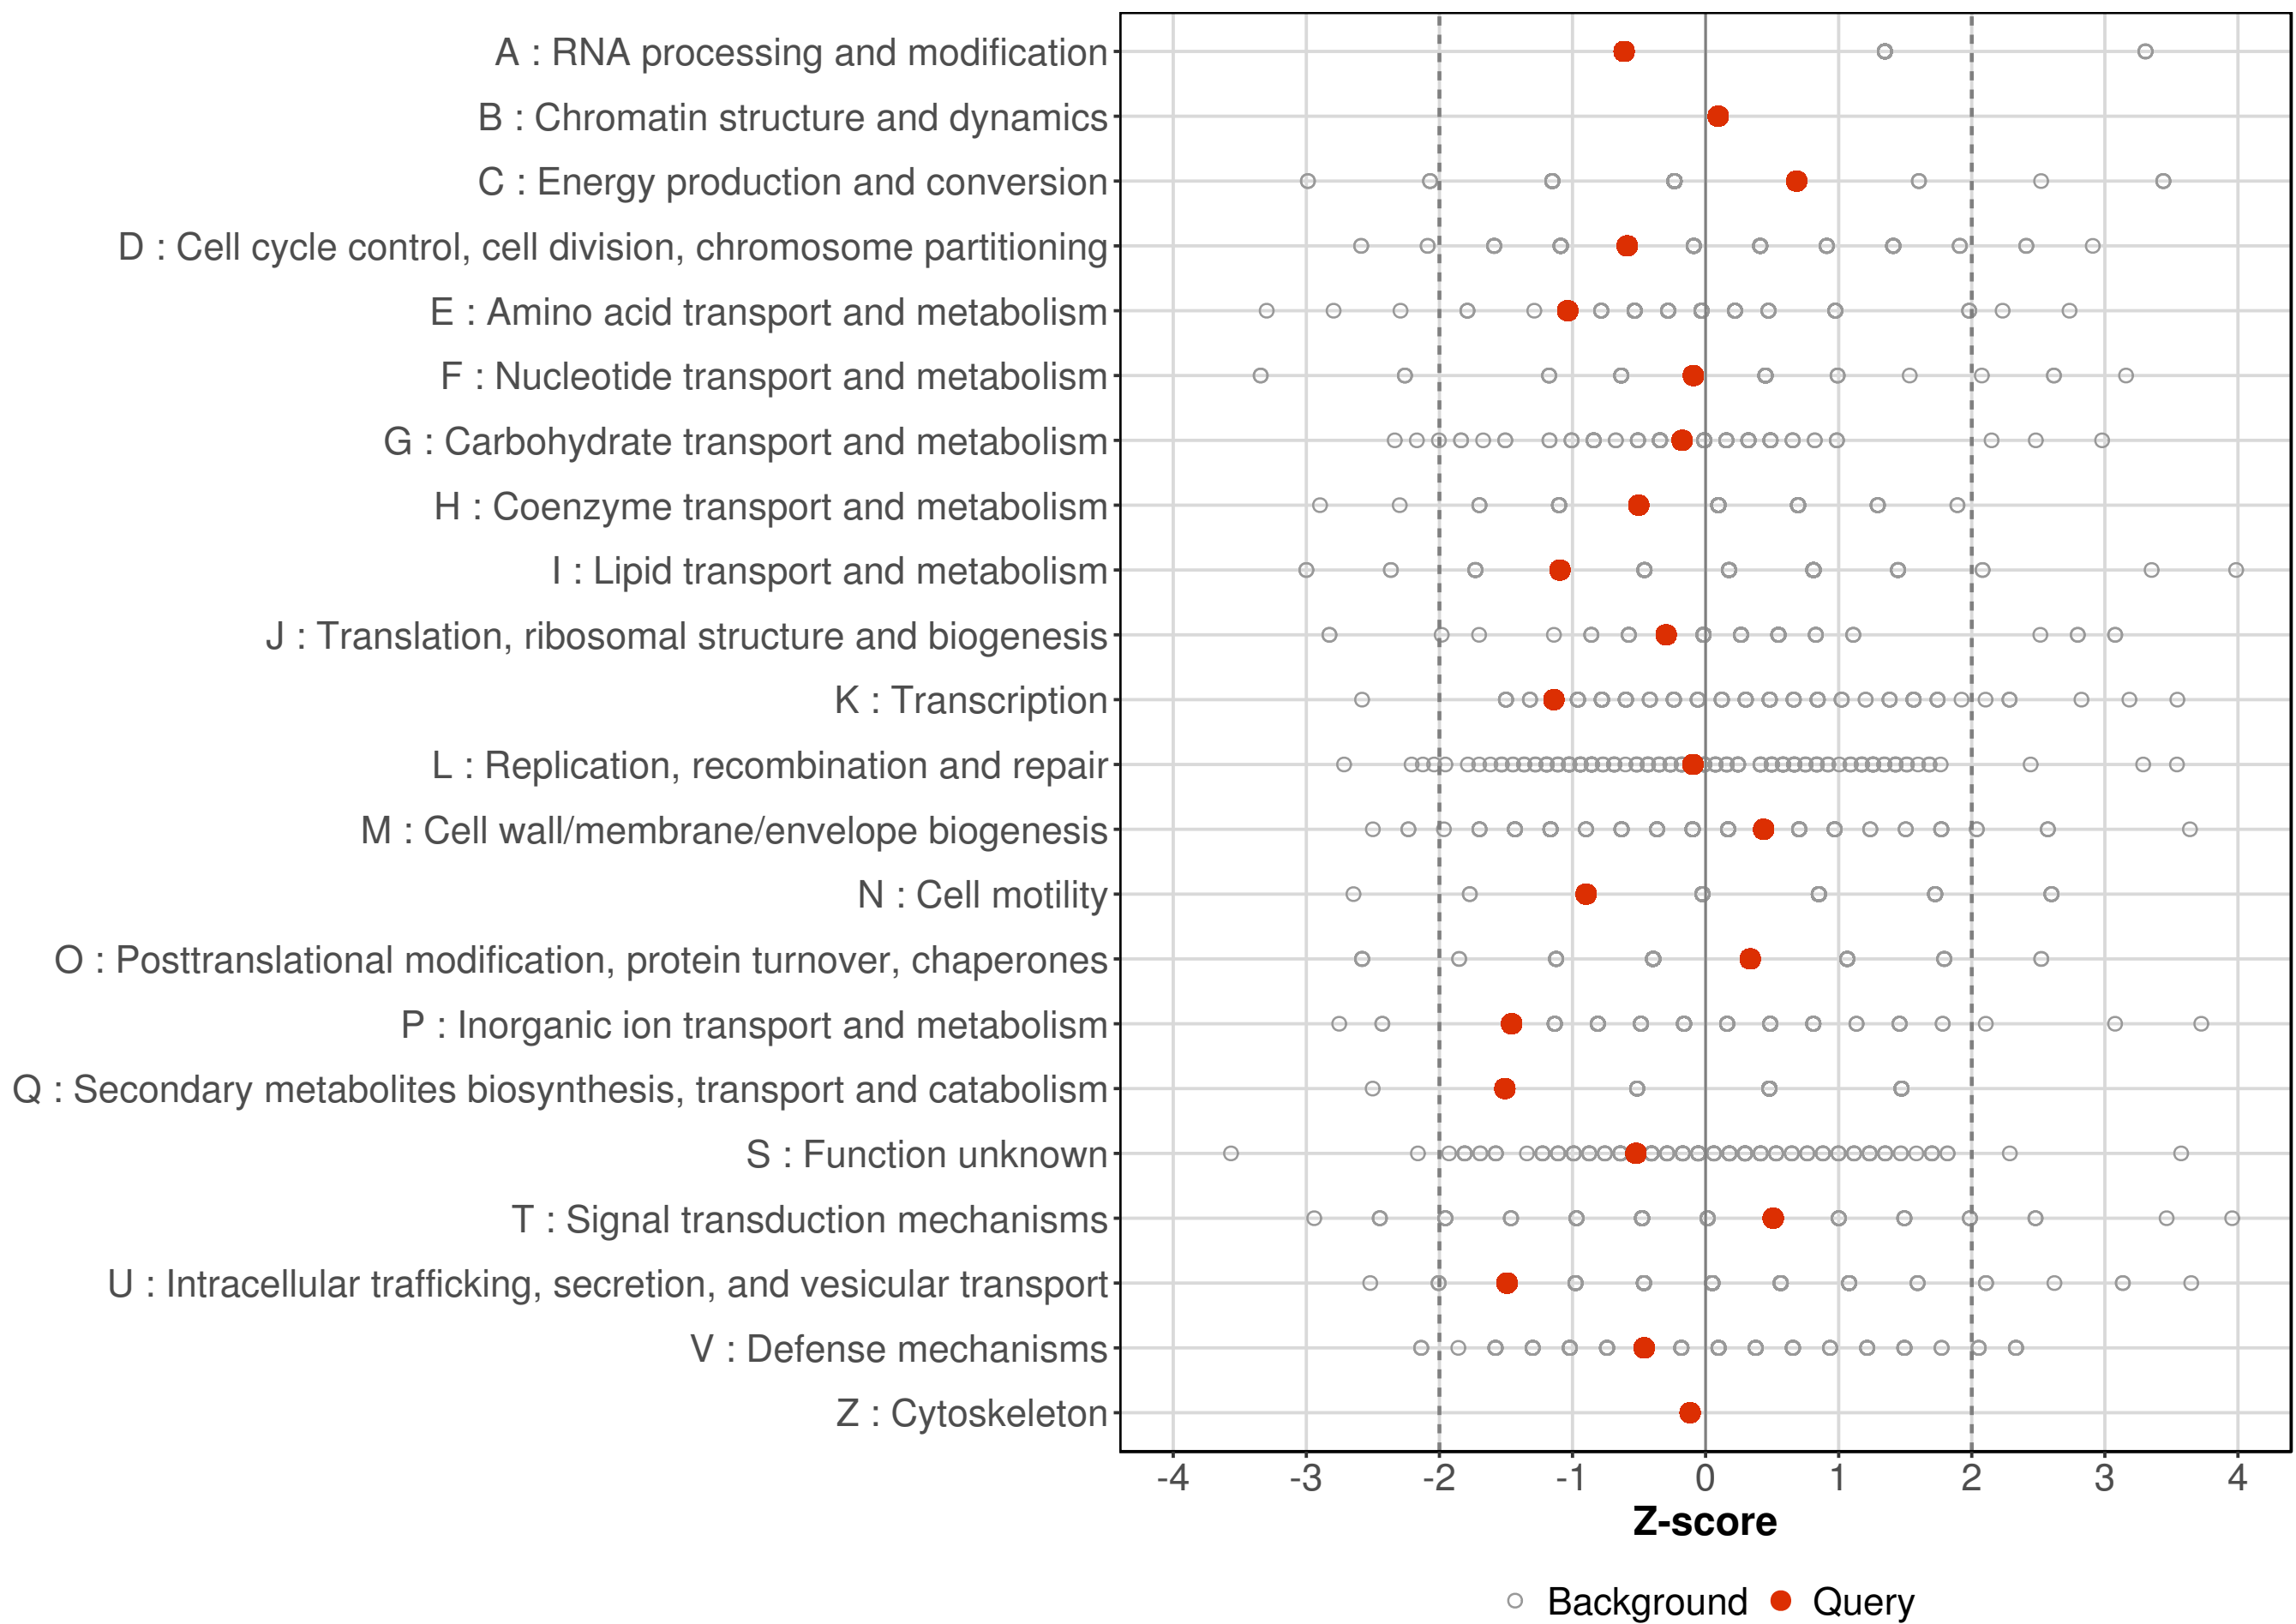 A : RNA processing and modification
B : Chromatin structure and dynamics
C : Energy production and conversion
D : Cell cycle control, cell division, chromosome partitioning
E : Amino acid transport and metabolism
F : Nucleotide transport and metabolism
G : Carbohydrate transport and metabolism
H : Coenzyme transport and metabolism
I : Lipid transport and metabolism
J : Translation, ribosomal structure and biogenesis
K : Transcription
L : Replication, recombination and repair
M : Cell wall/membrane/envelope biogenesis
N : Cell motility
O : Posttranslational modification, protein turnover, chaperones
P : Inorganic ion transport and metabolism
Q : Secondary metabolites biosynthesis, transport and catabolism
S : Function unknown
T : Signal transduction mechanisms
U : Intracellular trafficking, secretion, and vesicular transport
V : Defense mechanisms
Z : Cytoskeleton
-4 -3 -2 -1 0 1 2 3 4
Z-score
Background Query